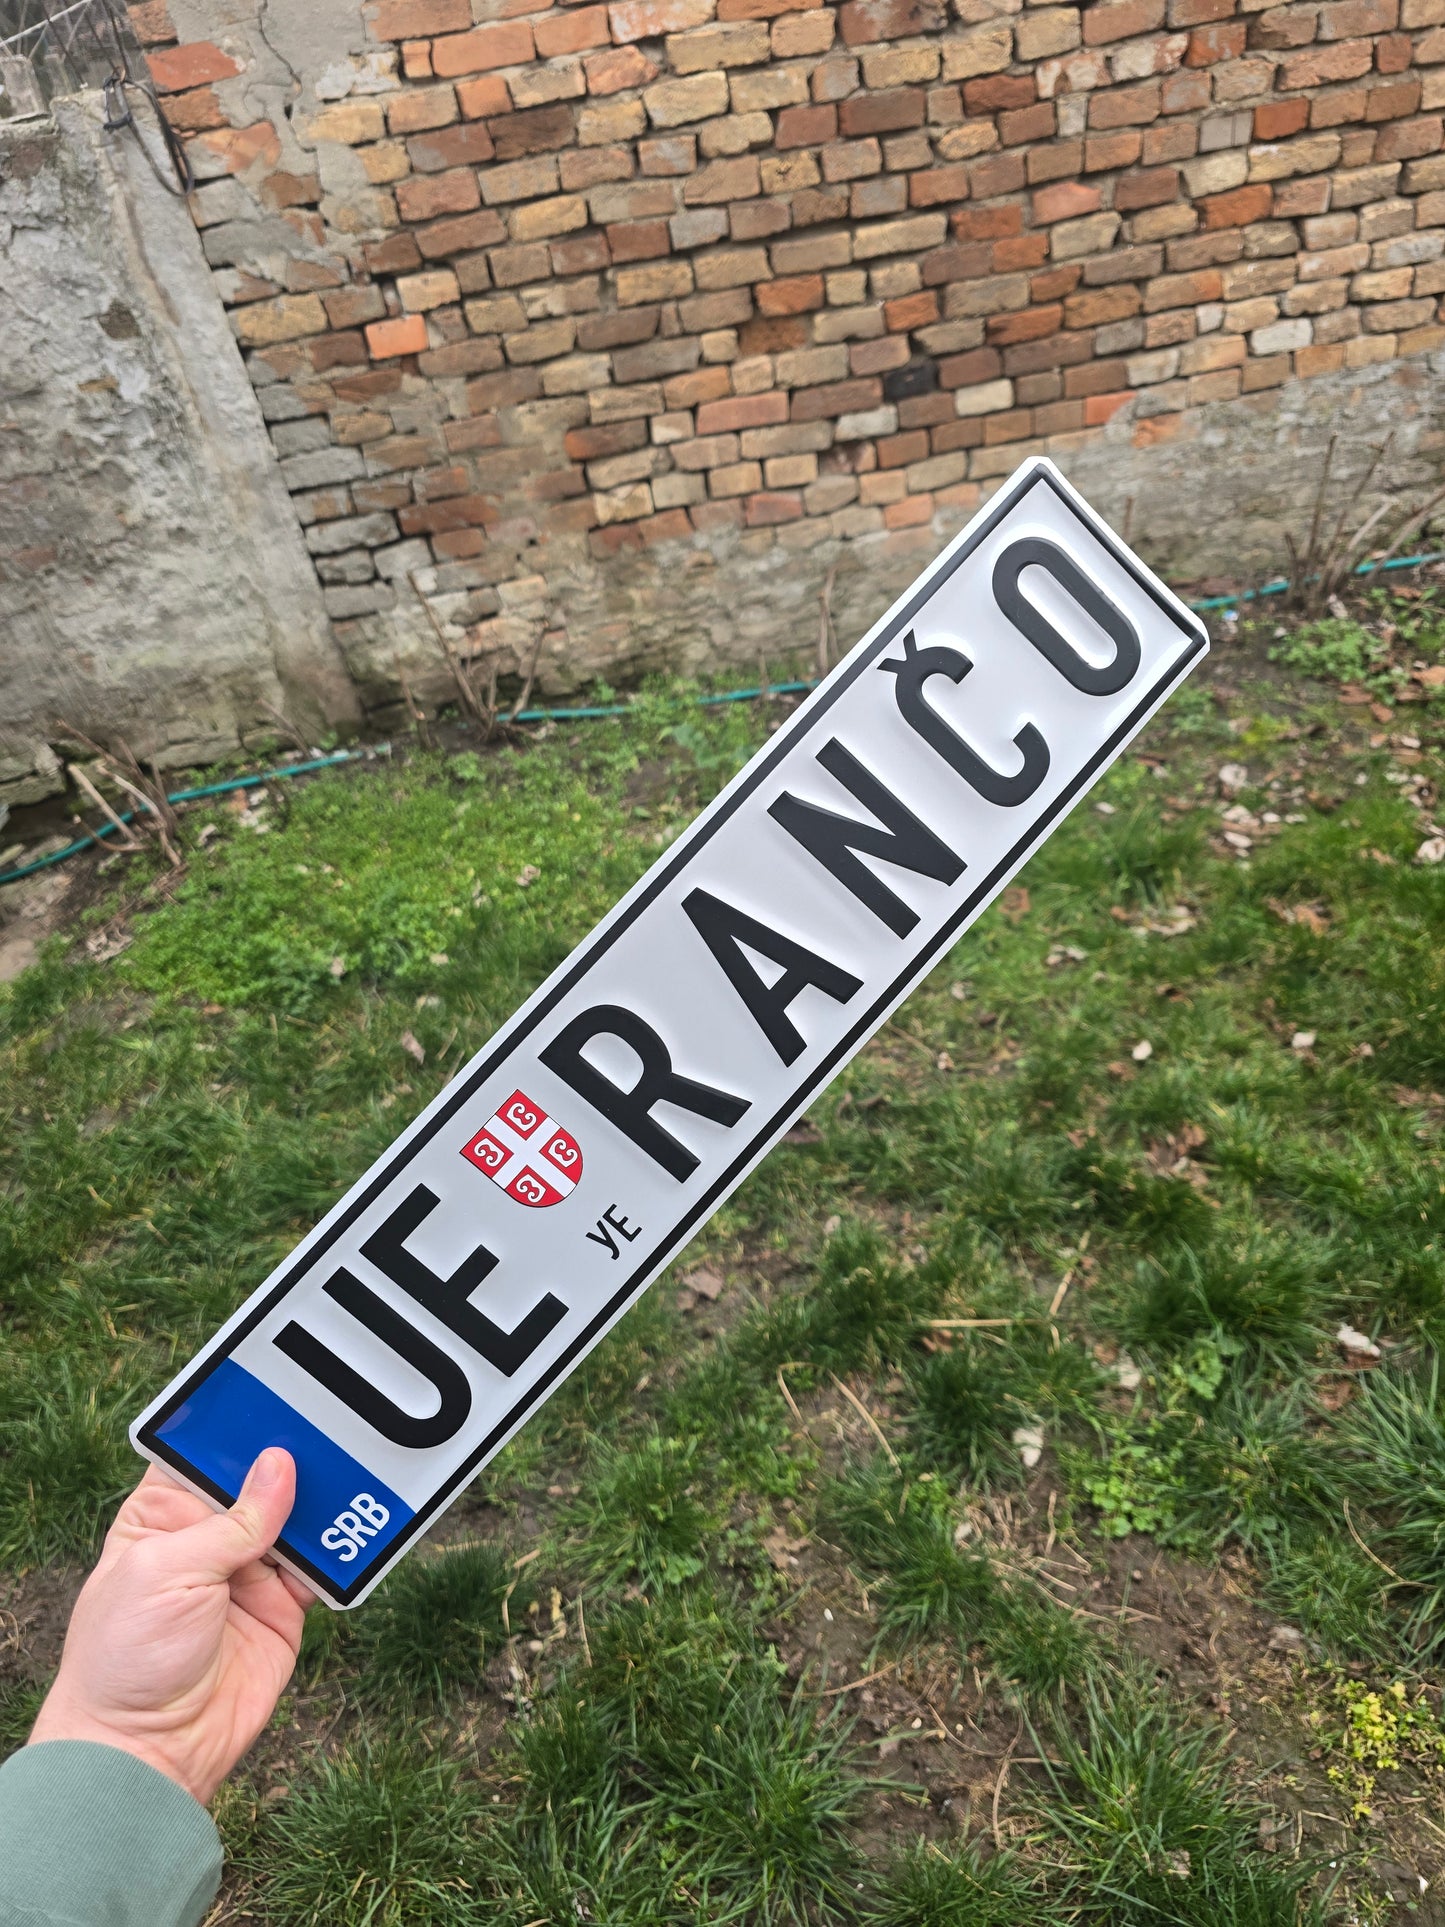 SRB
UE RANČO
УЕ